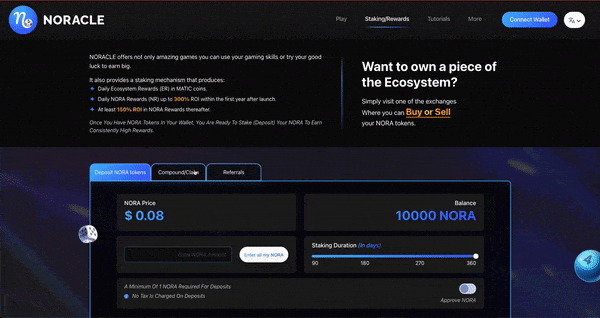 NORACLE
Play
Staking/Rewards
Tutorials
More
Connect Wallet
NORACLE offers not only amazing games you can use your gaming skills or try your good
luck to earn big.
It also provides a staking mechanism that produces:
Daily Ecosystem Rewards (ER) in MATIC coins.
Daily NORA Rewards (NR) up to 300% ROI within the first year after launch.
At least 150% ROI in NORA Rewards thereafter.
Once You Have NORA Tokens In Your Wallet, You Are Ready To Stake (Deposit) Your NORA To Earn
Consistently High Rewards.
Want to own a piece of
the Ecosystem?
Simply visit one of the exchanges
Where you can Buy or Sell
your NORA tokens.
Deposit NORA tokens
Compound/Claim
Referrals
NORA Price
$ 0.08
Balance
10000 NORA
Enter all my NORA
Staking Duration (In days)
90 180 270 360
A Minimum Of 1 NORA Required For Deposits
No Tax Is Charged On Deposits
Approve NORA